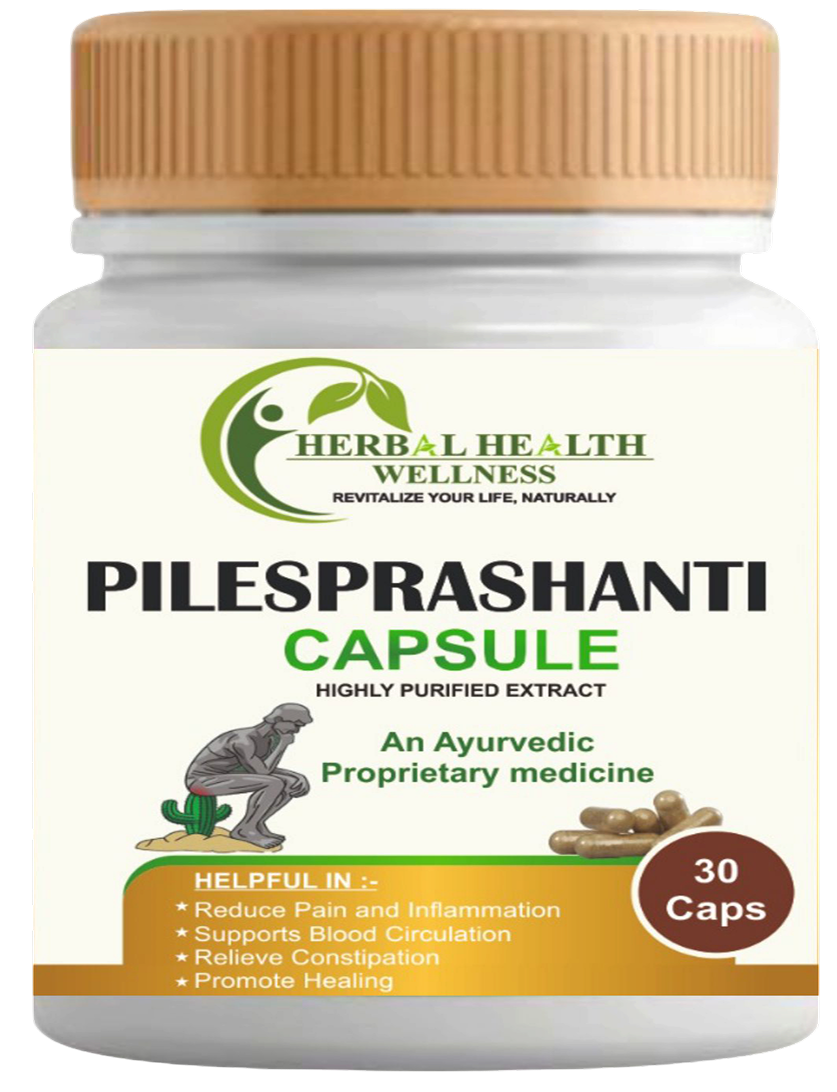 HERBAL HEALTH
WELLNESS
REVITALIZE YOUR LIFE, NATURALLY
PILESPRASHANTI
CAPSULE
HIGHLY PURIFIED EXTRACT
An Ayurvedic
Proprietary medicine
30
Caps
HELPFUL IN :-
★ Reduce Pain and Inflammation
★ Supports Blood Circulation
★ Relieve Constipation
★ Promote Healing